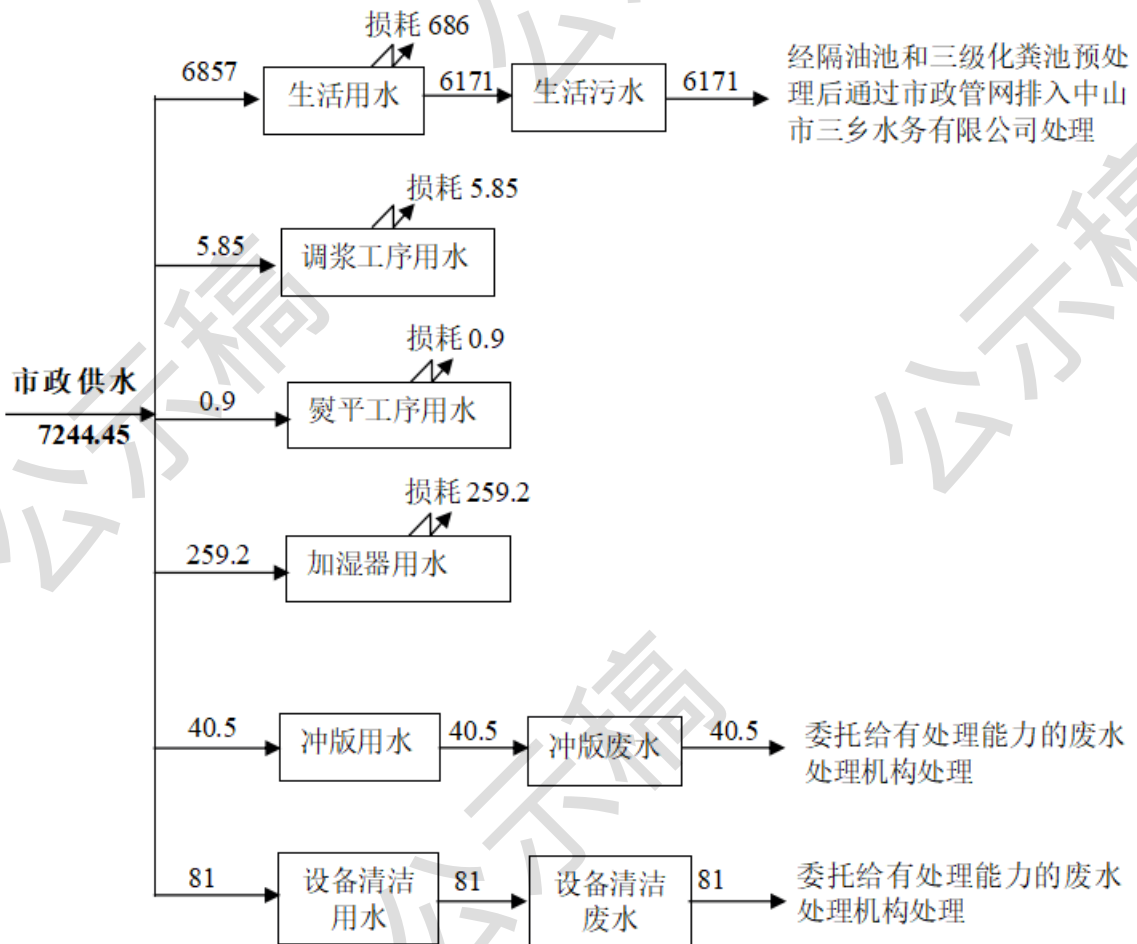 损耗 686
6857
生活用水
6171
生活污水
6171
经隔油池和三级化粪池预处
理后通过市政管网排入中山
市三乡水务有限公司处理
损耗 5.85
5.85
调浆工序用水
损耗 0.9
市政供水
7244.45
0.9
熨平工序用水
损耗 259.2
259.2
加湿器用水
40.5
冲版用水
40.5
冲版废水
40.5
委托给有处理能力的废水
处理机构处理
81
设备清洁
用水
81
设备清洁
废水
81
委托给有处理能力的废水
处理机构处理
公示稿
公示稿
公示稿